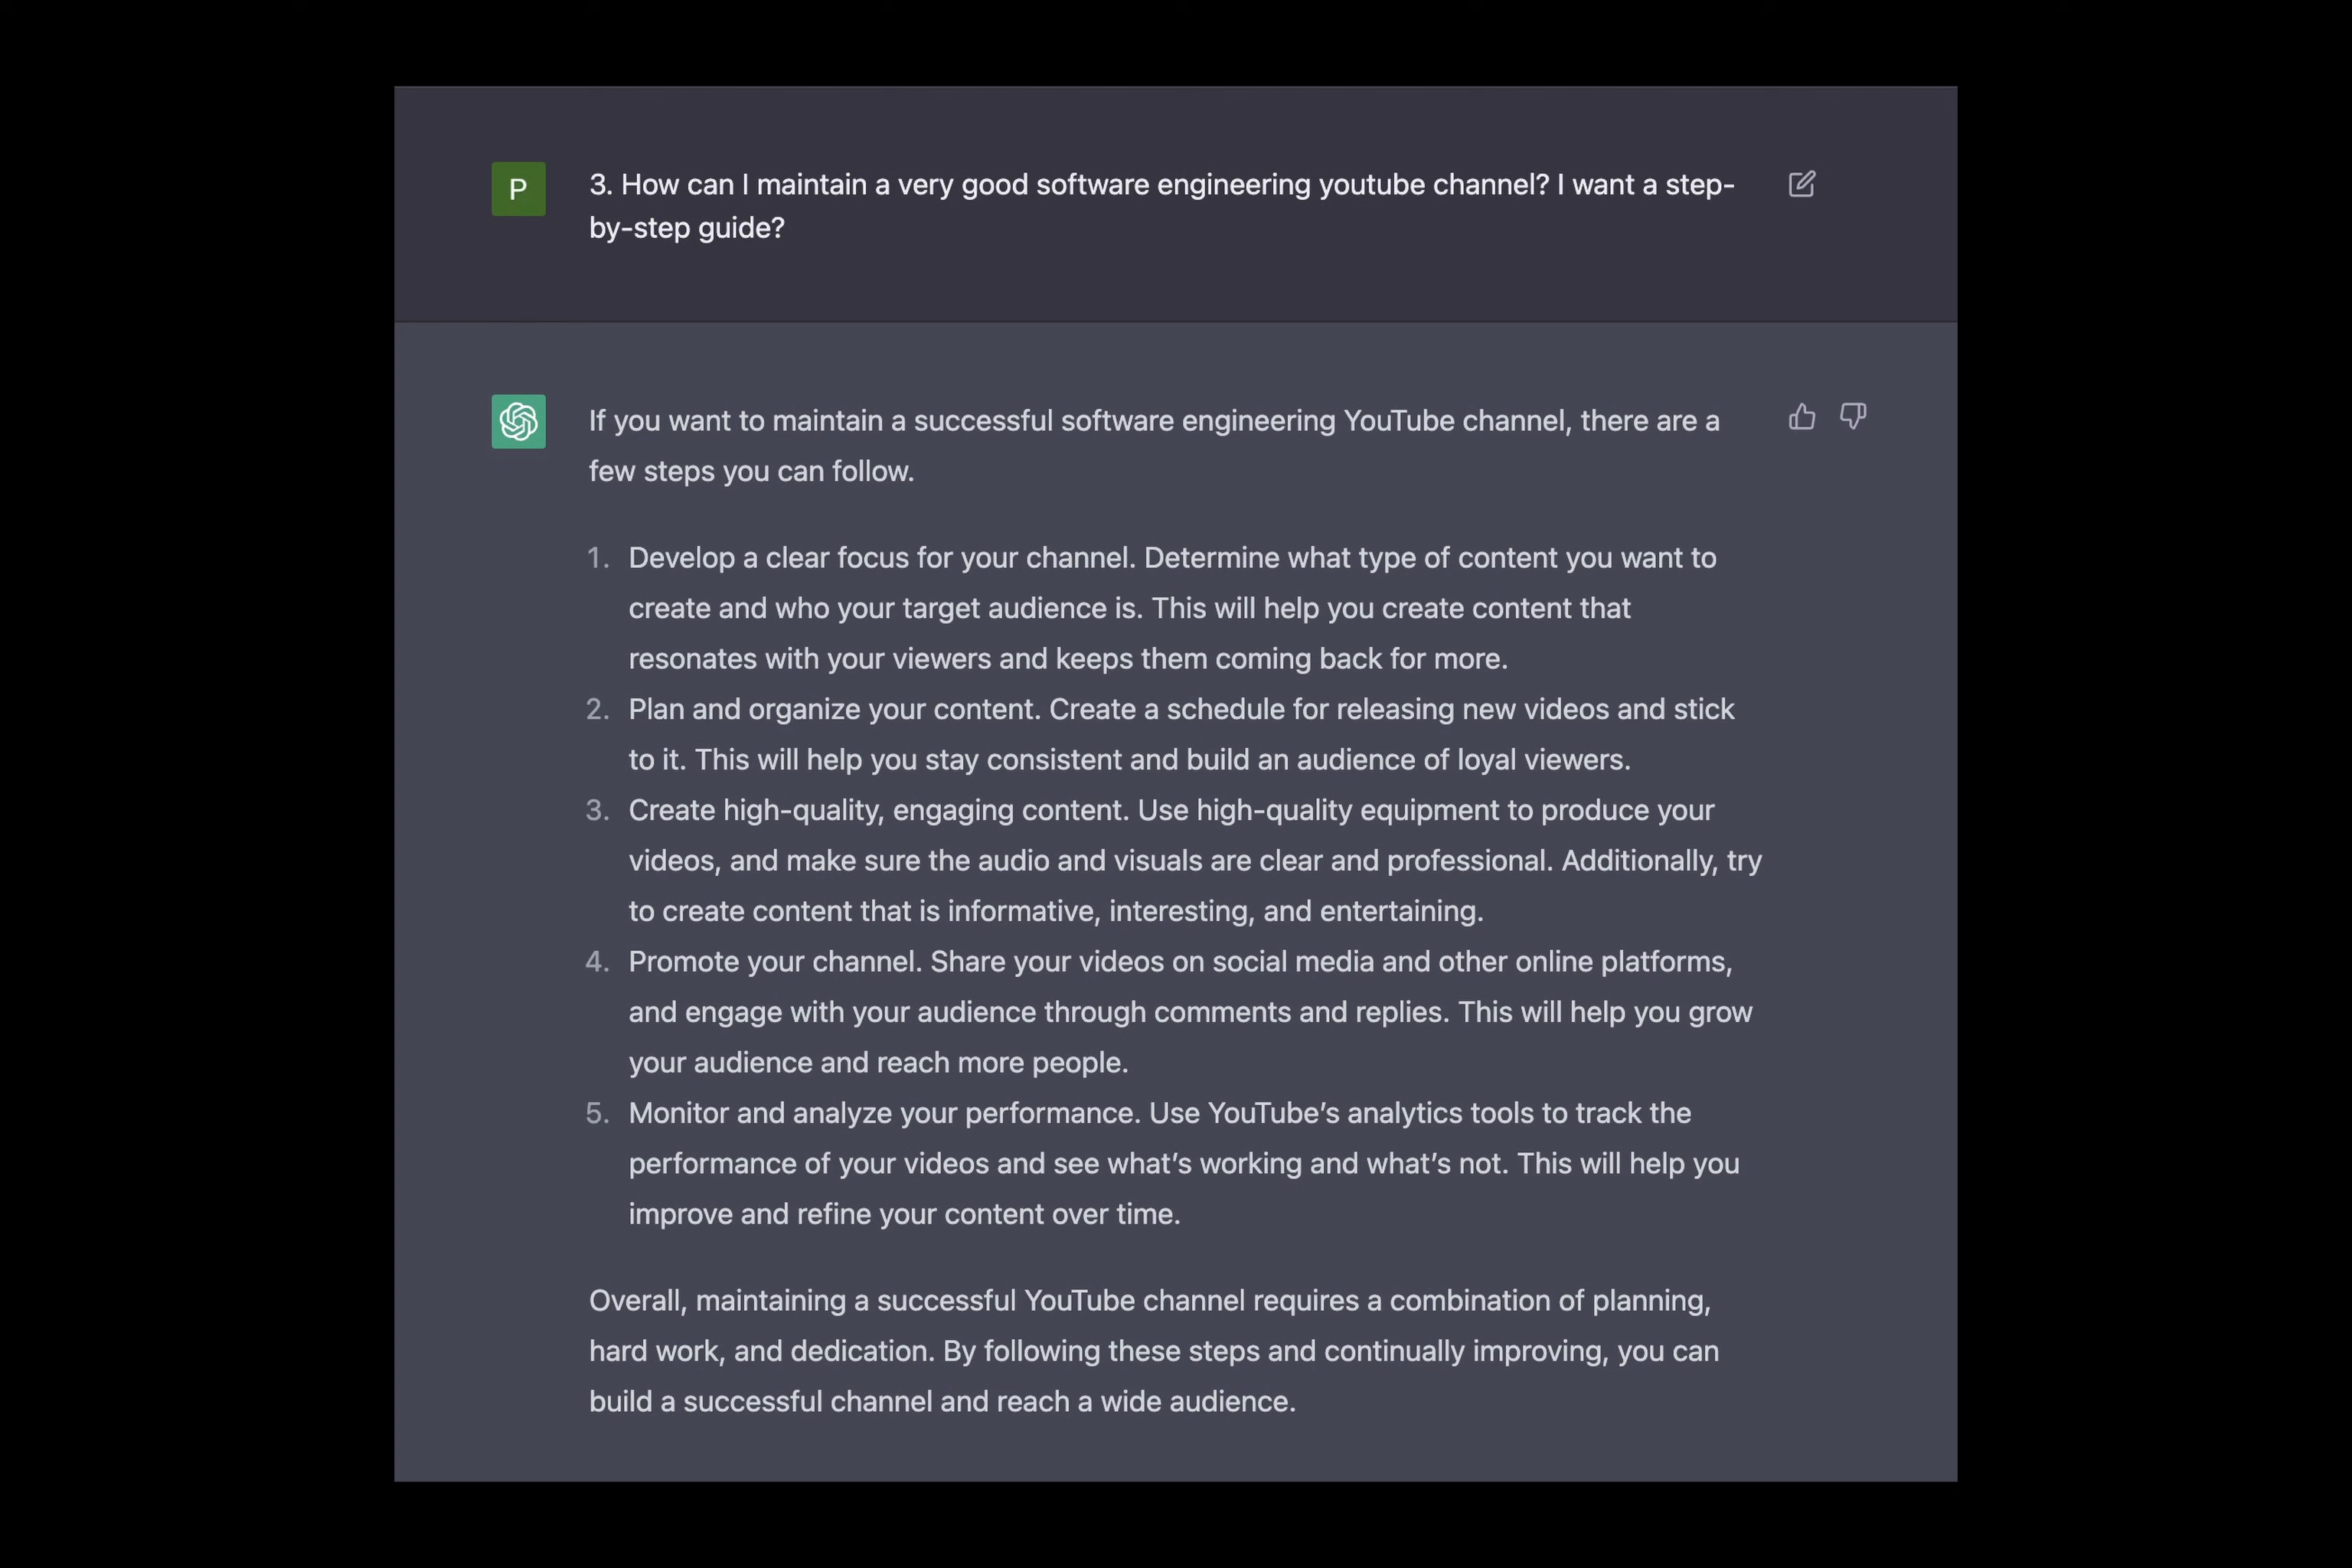 P
3. How can I maintain a very good software engineering youtube channel? I want a step-
by-step guide?
If you want to maintain a successful software engineering YouTube channel, there are a
few steps you can follow.
1. Develop a clear focus for your channel. Determine what type of content you want to
create and who your target audience is. This will help you create content that
resonates with your viewers and keeps them coming back for more.
2. Plan and organize your content. Create a schedule for releasing new videos and stick
to it. This will help you stay consistent and build an audience of loyal viewers.
3. Create high-quality, engaging content. Use high-quality equipment to produce your
videos, and make sure the audio and visuals are clear and professional. Additionally, try
to create content that is informative, interesting, and entertaining.
4. Promote your channel. Share your videos on social media and other online platforms,
and engage with your audience through comments and replies. This will help you grow
your audience and reach more people.
5. Monitor and analyze your performance. Use YouTube’s analytics tools to track the
performance of your videos and see what’s working and what’s not. This will help you
improve and refine your content over time.
Overall, maintaining a successful YouTube channel requires a combination of planning,
hard work, and dedication. By following these steps and continually improving, you can
build a successful channel and reach a wide audience.